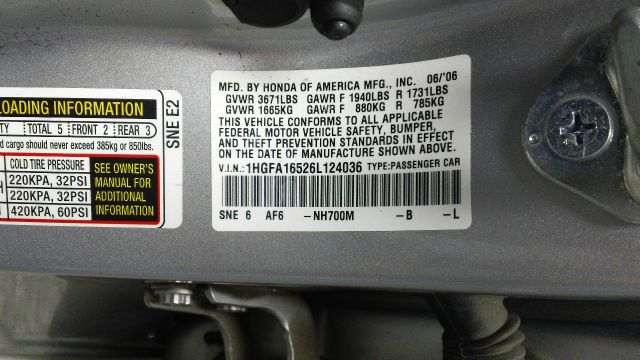 LOADING INFORMATION
TOTAL 5 FRONT 2 REAR 3
cargo should never exceed 385kg or 850lbs.
COLD TIRE PRESSURE
220KPA, 32PSI
220KPA, 32PSI
420KPA, 60PSI
SEE OWNER'S
MANUAL FOR
ADDITIONAL
INFORMATION
SNE E2
MFD. BY HONDA OF AMERICA MFG., INC. 06/'06
GVWR 3671LBS GAWR F 1940LBS R 1731LBS
GVWR 1665KG GAWR F 880KG R 785KG
THIS VEHICLE CONFORMS TO ALL APPLICABLE
FEDERAL MOTOR VEHICLE SAFETY, BUMPER,
AND THEFT PREVENTION STANDARDS IN EFFECT
ON THE DATE OF MANUFACTURE SHOWN ABOVE.
V.I.N.: 1HGFA16526L124036 TYPE: PASSENGER CAR
SNE 6 AF6 -NH700M -B -L